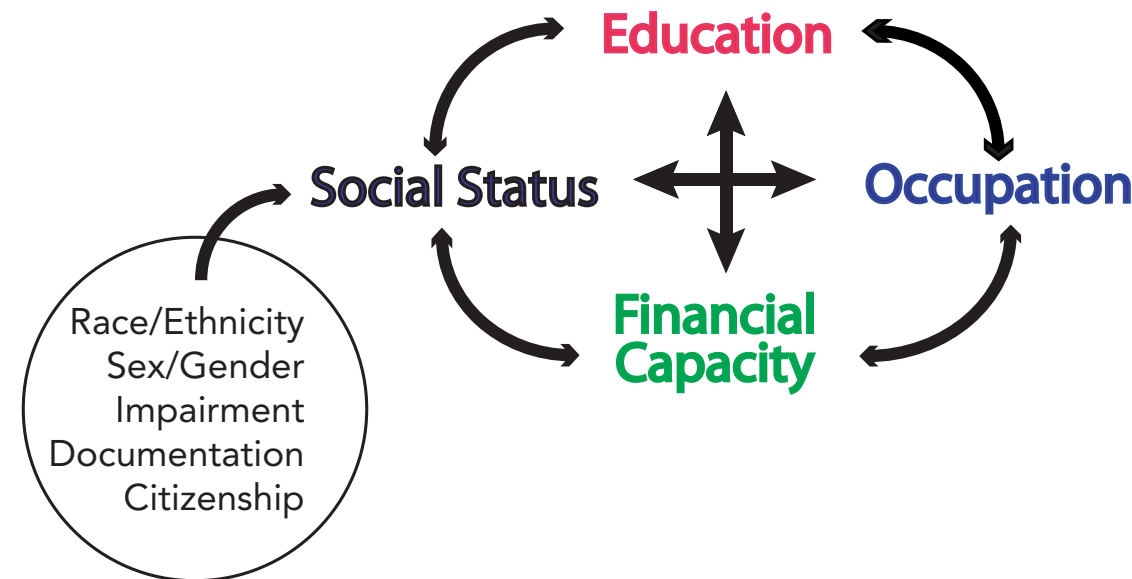 Education
Social Status
Occupation
Financial
Capacity
Race/Ethnicity
Sex/Gender
Impairment
Documentation
Citizenship